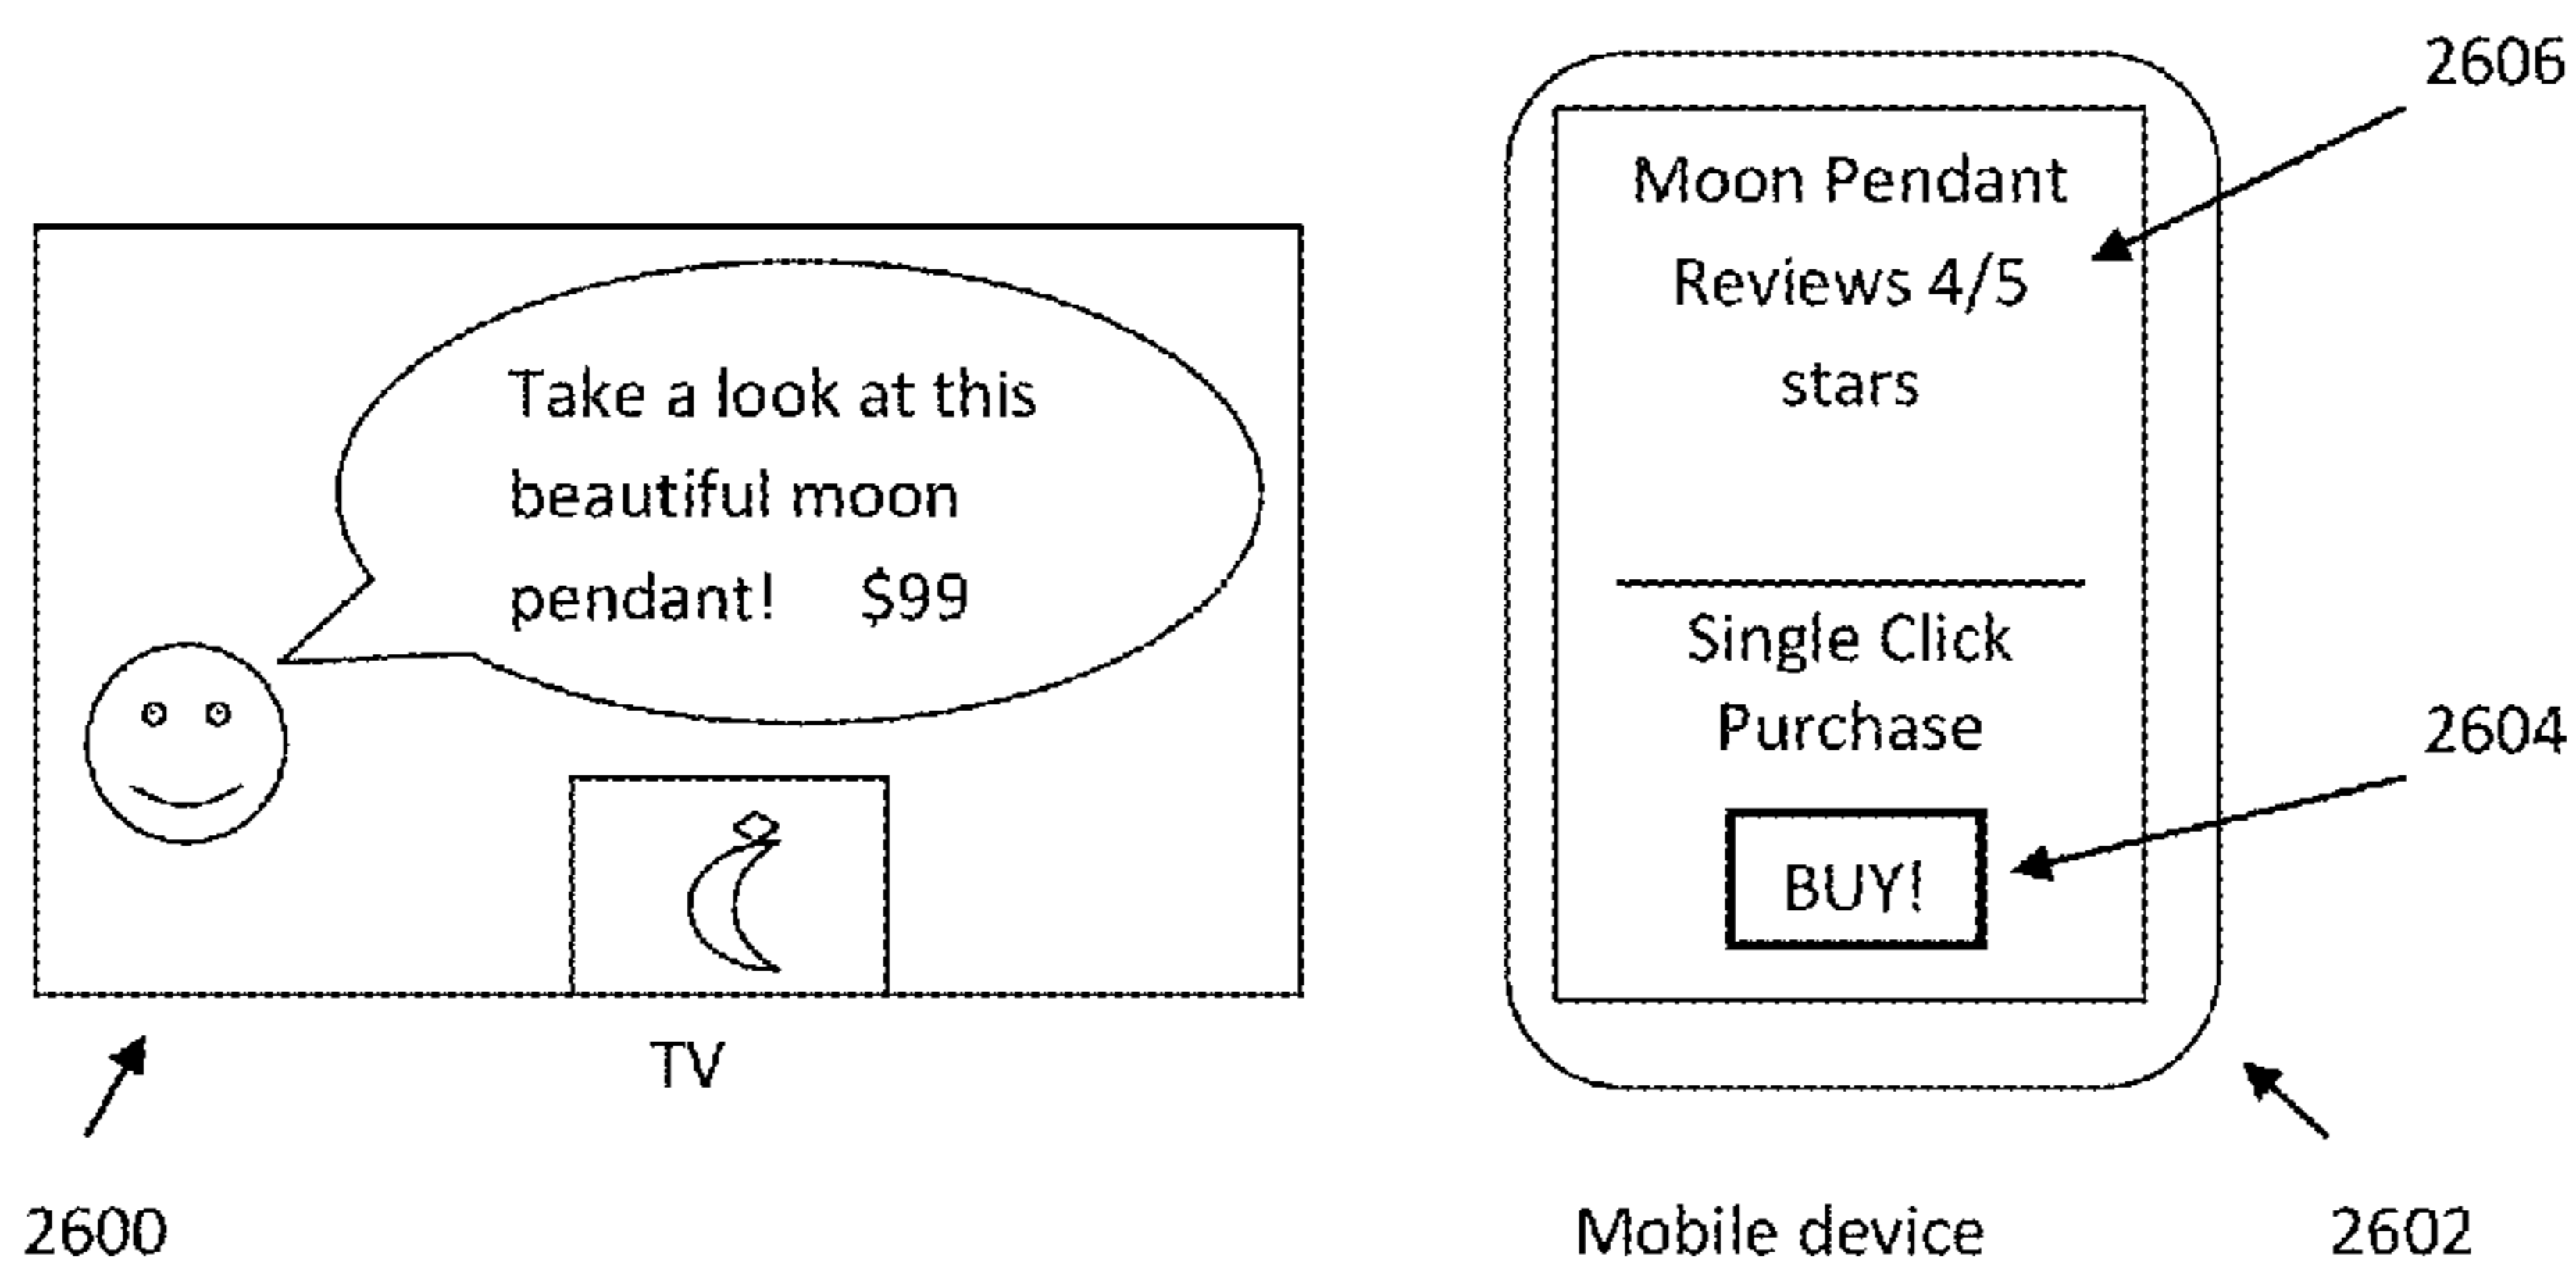 Take a look at this
beautiful moon
pendant! $99
TV
2600
Moon Pendant
Reviews 4/5
stars
Single Click
Purchase
BUY!
Mobile device
2606
2604
2602